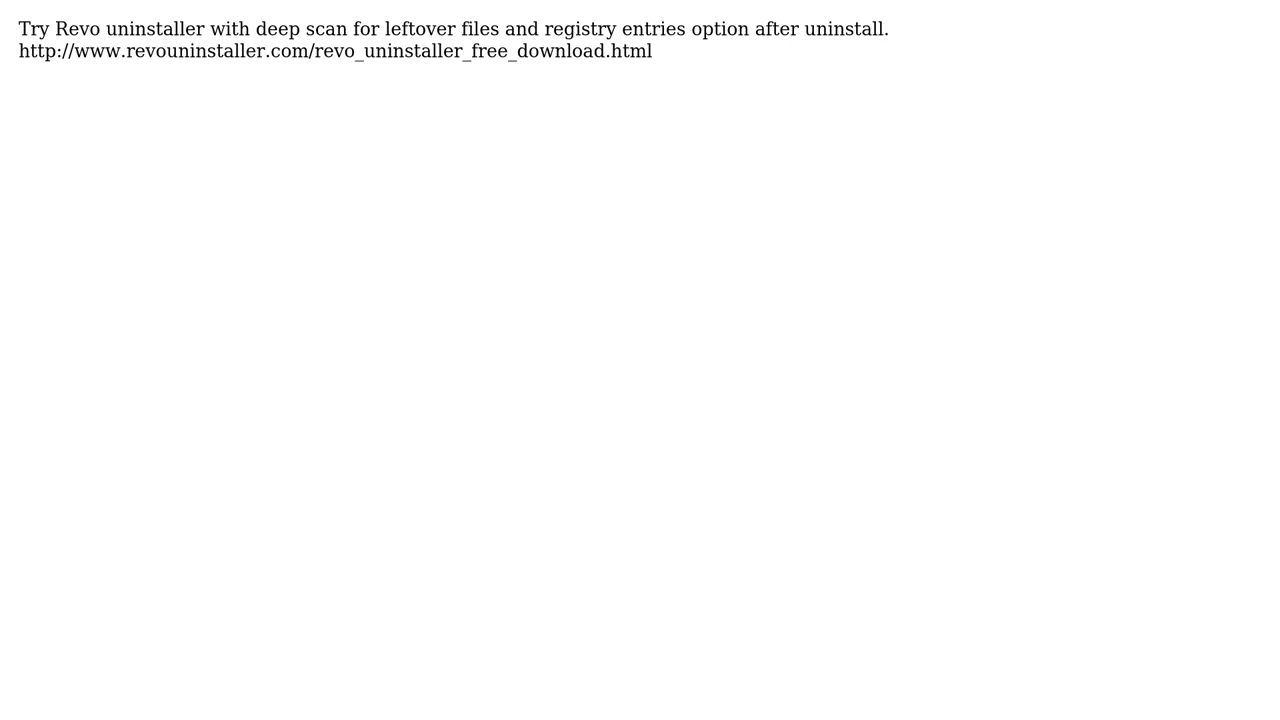 Try Revo uninstaller with deep scan for leftover files and registry entries option after uninstall.
http://www.revouninstaller.com/revo_uninstaller_free_download.html